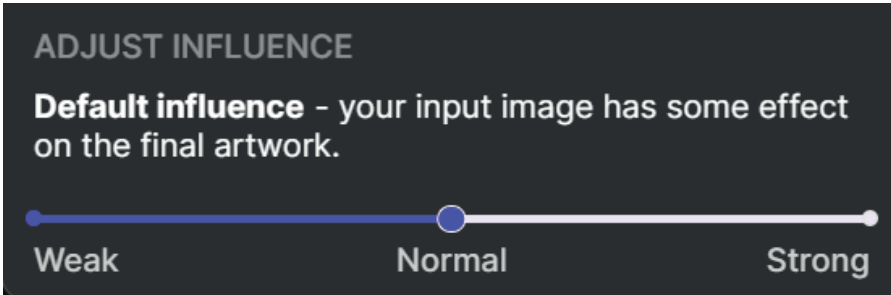 ADJUST INFLUENCE
Default influence - your input image has some effect
on the final artwork.
Weak Normal Strong